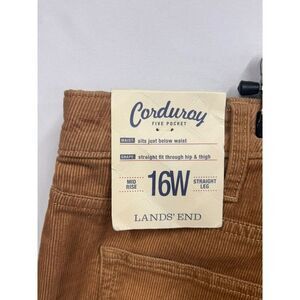 Corduroy
FIVE POCKET
WAIST sits just below waist
SHAPE straight fit through hip & thigh
MID RISE 16W STRAIGHT LEG
LANDS' END